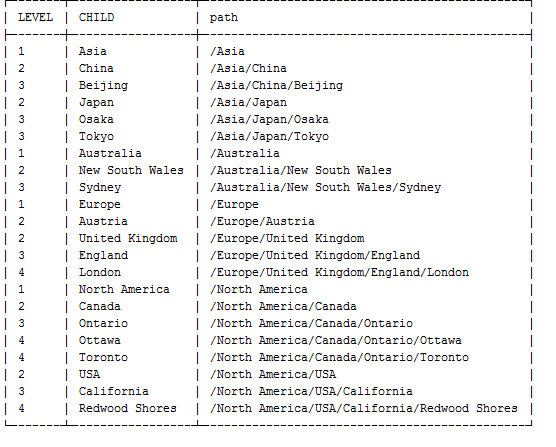 LEVEL | CHILD | path
1 | Asia | /Asia
2 | China | /Asia/China
3 | Beijing | /Asia/China/Beijing
2 | Japan | /Asia/Japan
3 | Osaka | /Asia/Japan/Osaka
3 | Tokyo | /Asia/Japan/Tokyo
1 | Australia | /Australia
2 | New South Wales | /Australia/New South Wales
3 | Sydney | /Australia/New South Wales/Sydney
1 | Europe | /Europe
2 | Austria | /Europe/Austria
2 | United Kingdom | /Europe/United Kingdom
3 | England | /Europe/United Kingdom/England
4 | London | /Europe/United Kingdom/England/London
1 | North America | /North America
2 | Canada | /North America/Canada
3 | Ontario | /North America/Canada/Ontario
4 | Ottawa | /North America/Canada/Ontario/Ottawa
4 | Toronto | /North America/Canada/Ontario/Toronto
2 | USA | /North America/USA
3 | California | /North America/USA/California
4 | Redwood Shores | /North America/USA/California/Redwood Shores